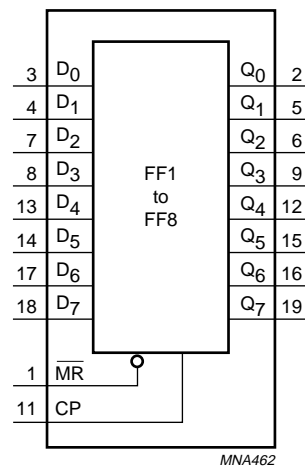 3 D0 Q0 2
4 D1 Q1 5
7 D2 Q2 6
8 D3 Q3 9
FF1
to
FF8
13 D4 Q4 12
14 D5 Q5 15
17 D6 Q6 16
18 D7 Q7 19
1 M̅R̅
11 CP
MNA462